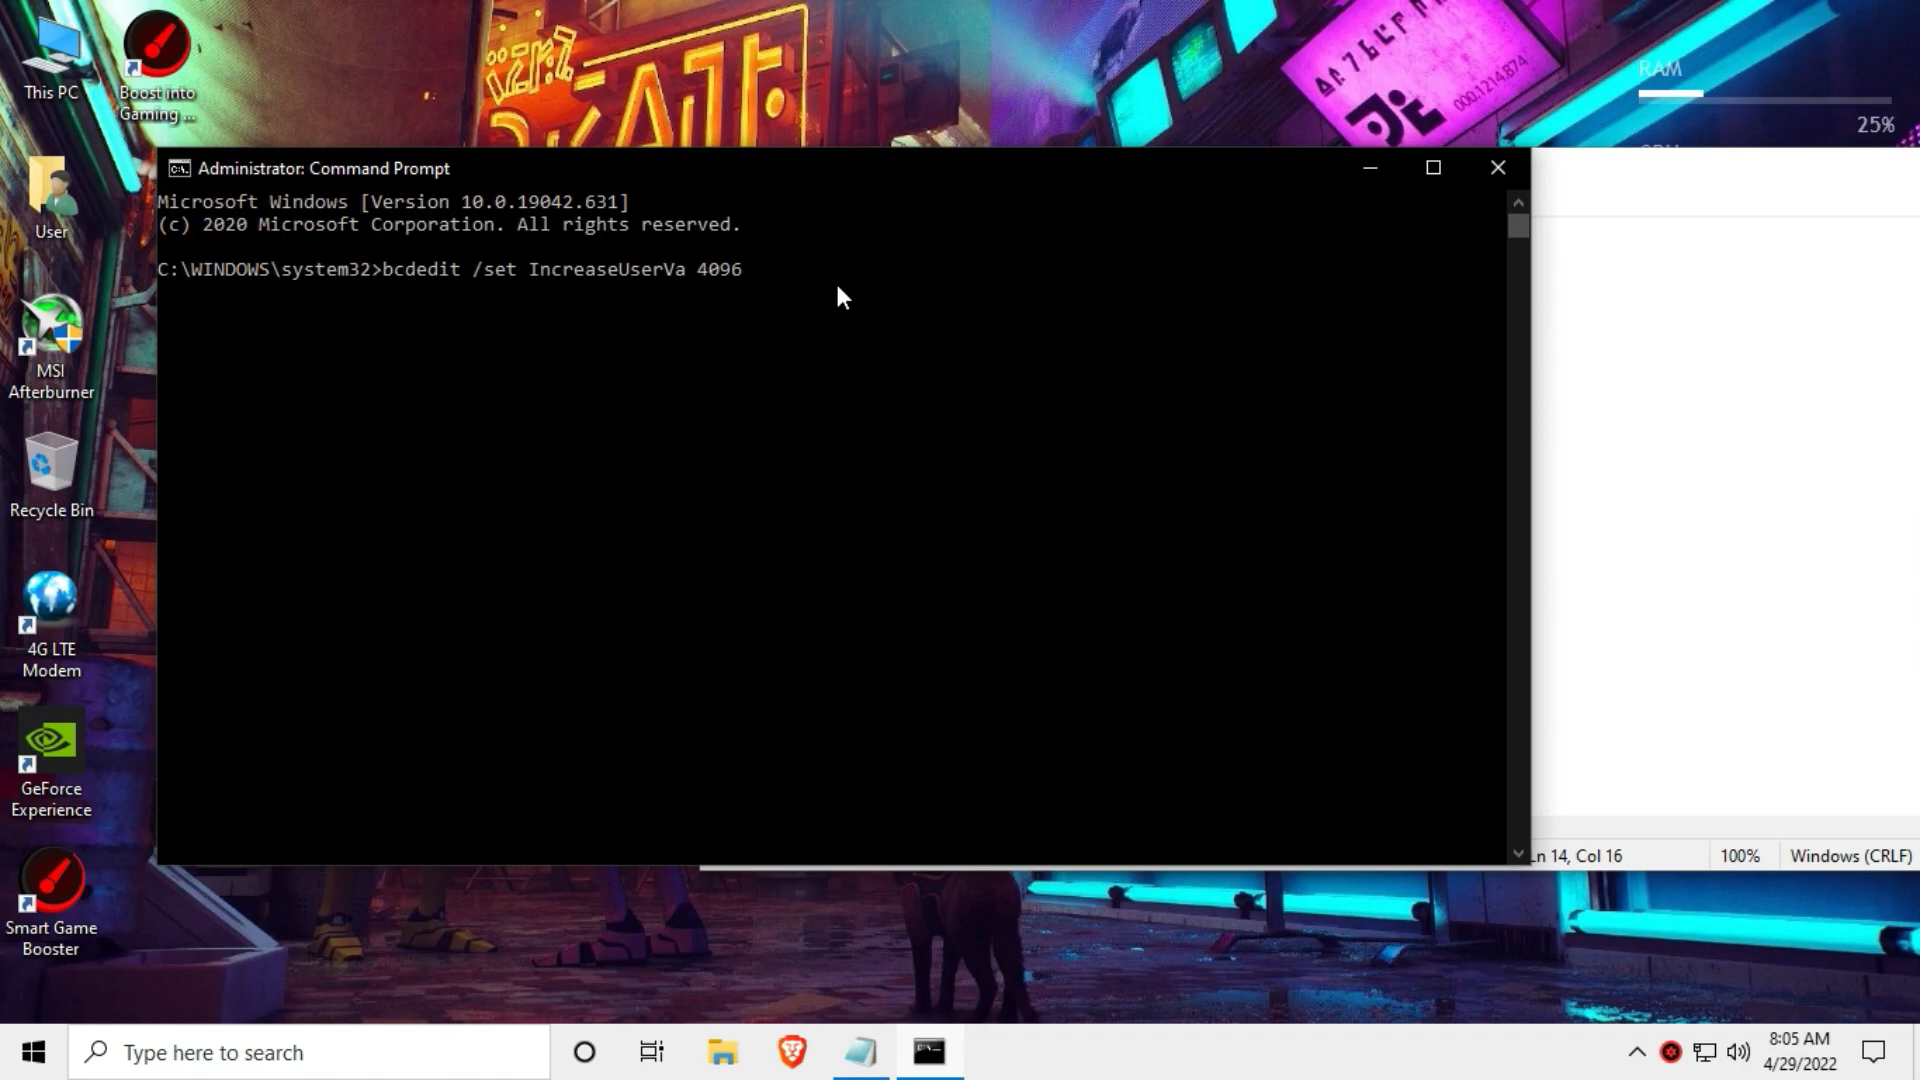 This PC
Boost into
Gaming ...
RAM
25%
000.1214.874
User
MSI
Afterburner
Recycle Bin
4G LTE
Modem
GeForce
Experience
Smart Game
Booster
Administrator: Command Prompt
Microsoft Windows [Version 10.0.19042.631]
(c) 2020 Microsoft Corporation. All rights reserved.
C:\WINDOWS\system32>bcdedit /set IncreaseUserVa 4096
Ln 14, Col 16
100%
Windows (CRLF)
Type here to search
8:05 AM
4/29/2022